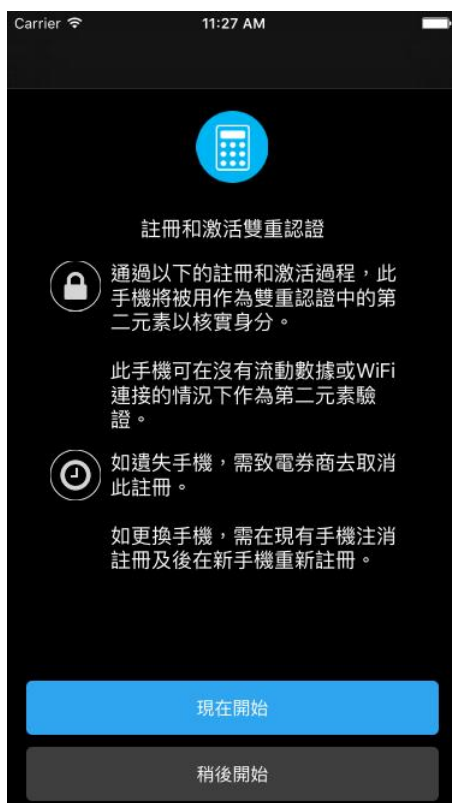 Carrier 11:27 AM
註冊和激活雙重認證
通過以下的註冊和激活過程，此
手機將被用作為雙重認證中的第
二元素以核實身分。
此手機可在沒有流動數據或WiFi
連接的情況下作為第二元素驗
證。
如遺失手機，需致電券商去取消
此註冊。
如更換手機，需在現有手機注消
註冊及後在新手機重新註冊。
現在開始
稍後開始